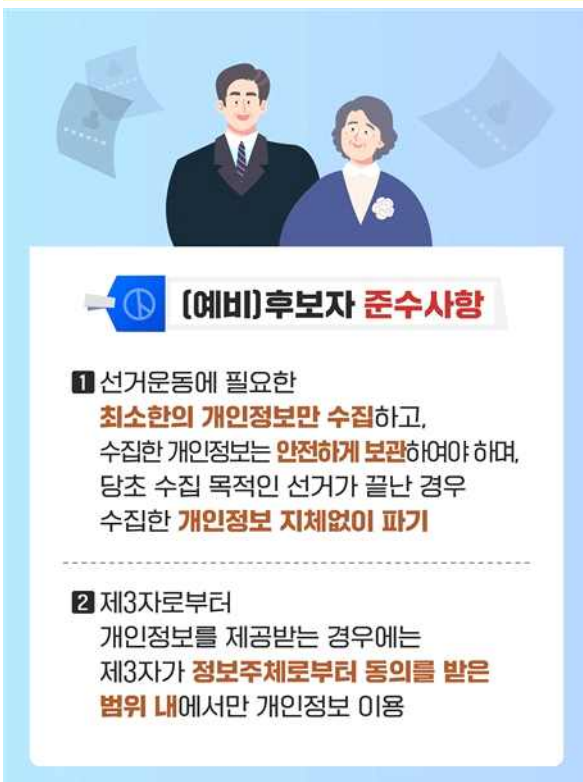 (예비)후보자 준수사항
1 선거운동에 필요한
최소한의 개인정보만 수집하고,
수집한 개인정보는 안전하게 보관하여야 하며,
당초 수집 목적인 선거가 끝난 경우
수집한 개인정보 지체없이 파기
2 제3자로부터
개인정보를 제공받는 경우에는
제3자가 정보주체로부터 동의를 받은
범위 내에서만 개인정보 이용